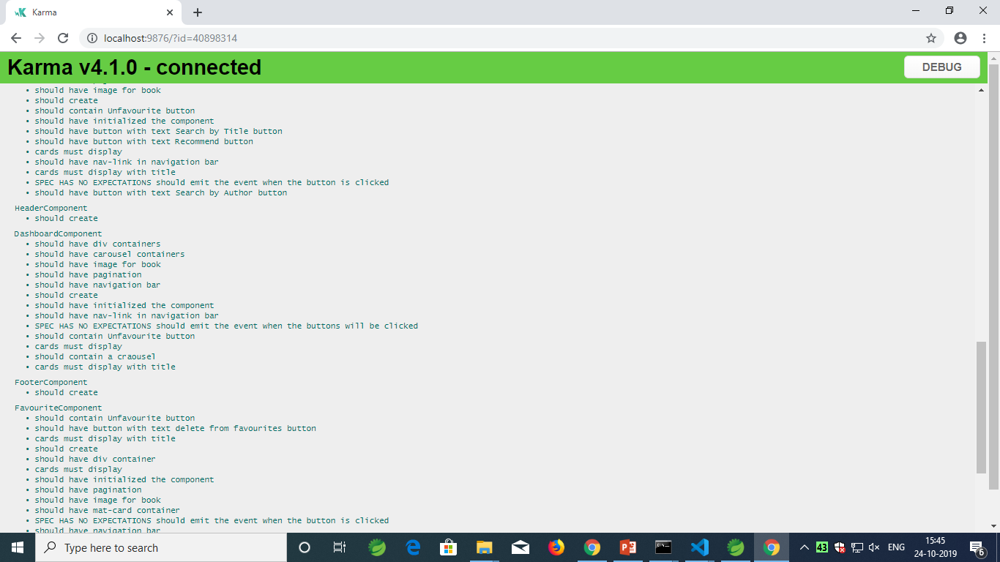 Karma
localhost:9876/?id=40898314
Karma v4.1.0 - connected
DEBUG
• should have image for book
• should create
• should contain Unfavourite button
• should have initialized the component
• should have button with text Search by Title button
• should have button with text Recommend button
• cards must display
• should have nav-link in navigation bar
• cards must display with title
• SPEC HAS NO EXPECTATIONS should emit the event when the button is clicked
• should have button with text Search by Author button
HeaderComponent
• should create
DashboardComponent
• should have div containers
• should have carousel containers
• should have image for book
• should have pagination
• should have navigation bar
• should create
• should have initialized the component
• should have nav-link in navigation bar
• SPEC HAS NO EXPECTATIONS should emit the event when the buttons will be clicked
• should contain Unfavourite button
• cards must display
• should contain a craousel
• cards must display with title
FooterComponent
• should create
FavouriteComponent
• should contain Unfavourite button
• should have button with text delete from favourites button
• cards must display with title
• should create
• should have div container
• cards must display
• should have initialized the component
• should have pagination
• should have image for book
• should have mat-card container
• SPEC HAS NO EXPECTATIONS should emit the event when the button is clicked
• should have navigation bar
Type here to search
43
ENG
15:45
24-10-2019
6